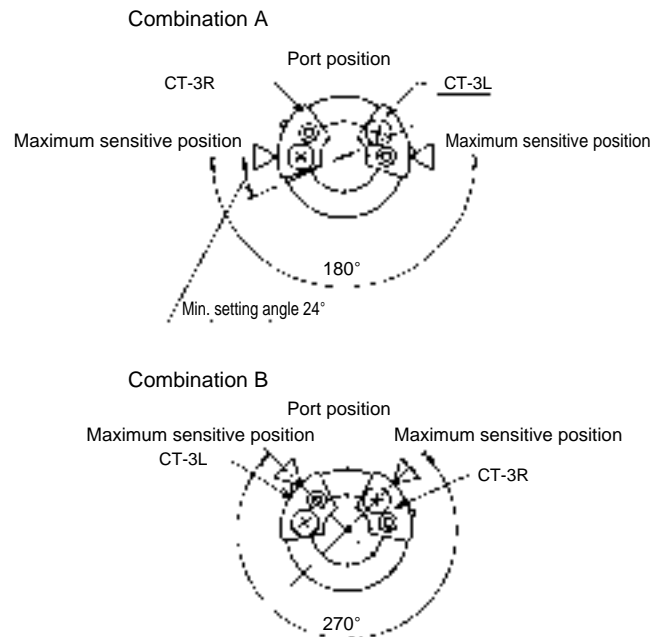 Combination A
Port position
CT-3R
CT-3L
Maximum sensitive position
Maximum sensitive position
180°
Min. setting angle 24°
Combination B
Port position
Maximum sensitive position
Maximum sensitive position
CT-3L
CT-3R
270°